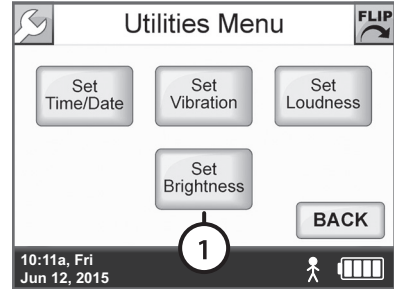 Utilities Menu
FLIP
Set
Time/Date
Set
Vibration
Set
Loudness
Set
Brightness
BACK
1
10:11a, Fri
Jun 12, 2015